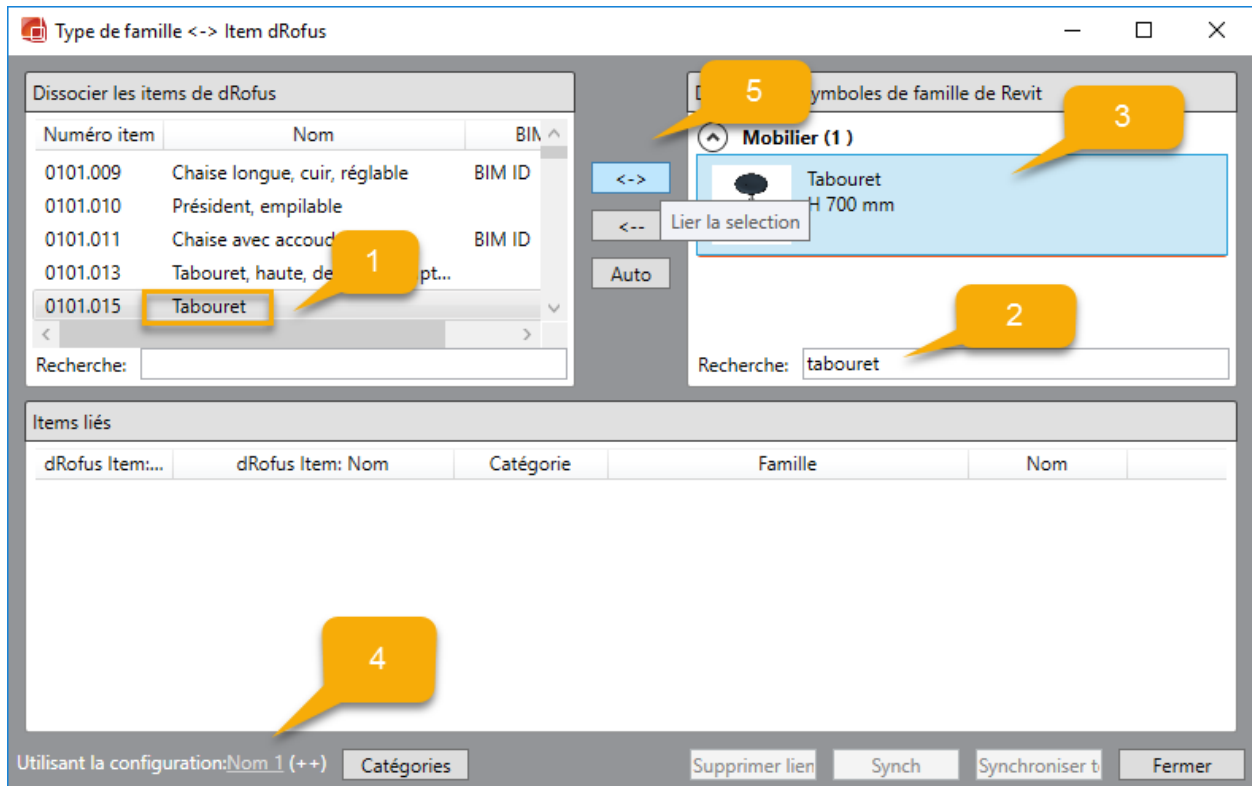 Type de famille <-> Item dRofus
Dissocier les items de dRofus
Numéro item Nom BIM
0101.009 Chaise longue, cuir, réglable BIM ID
0101.010 Président, empilable
0101.011 Chaise avec accoud BIM ID
0101.013 Tabouret, haute, de pt...
0101.015 Tabouret
Recherche:
1
5
<->
Lier la selection
<--
Auto
D ymboles de famille de Revit
3
Mobilier (1 )
Tabouret
H 700 mm
2
Recherche: tabouret
Items liés
dRofus Item:... dRofus Item: Nom Catégorie Famille Nom
4
Utilisant la configuration:Nom 1 (++) Catégories Supprimer lien Synch Synchroniser t Fermer